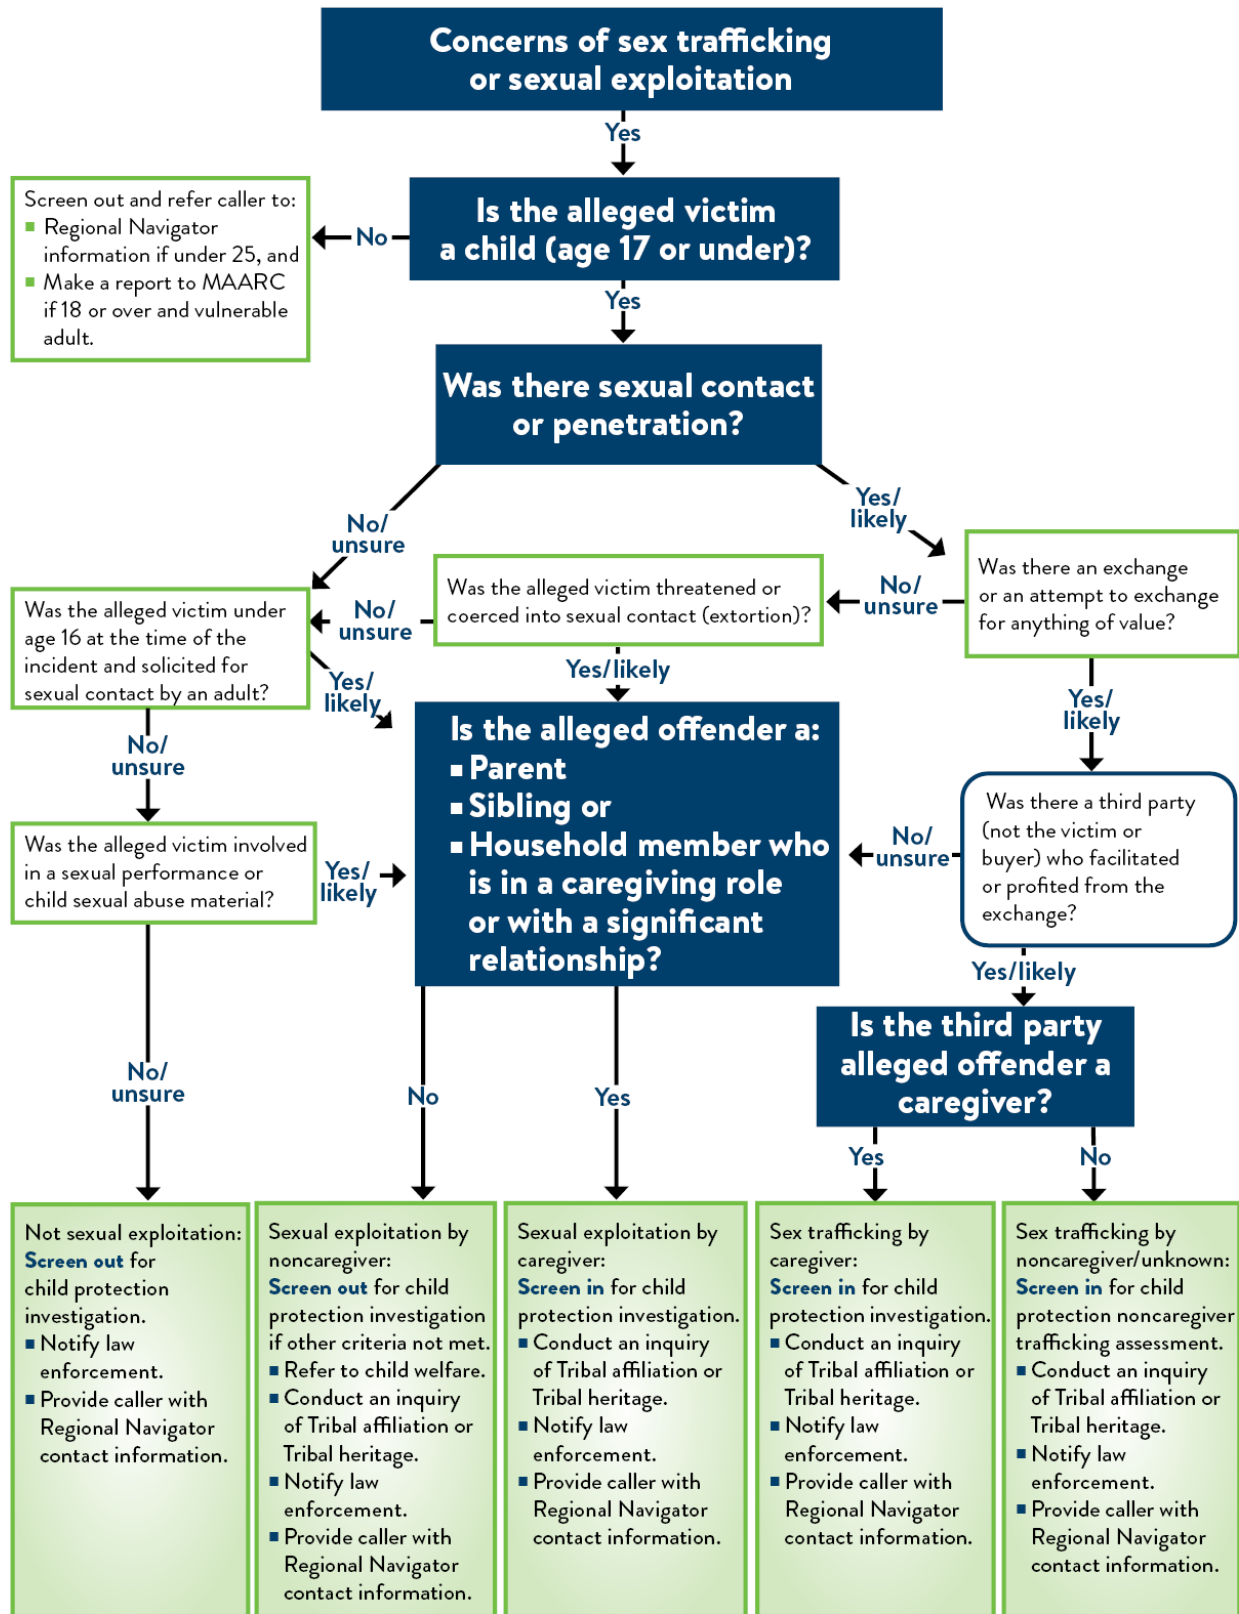 Concerns of sex trafficking
or sexual exploitation
Yes
Is the alleged victim
a child (age 17 or under)?
No
Screen out and refer caller to:
▪ Regional Navigator
information if under 25, and
▪ Make a report to MAARC
if 18 or over and vulnerable
adult.
Yes
Was there sexual contact
or penetration?
No/
unsure
Yes/
likely
Was there an exchange
or an attempt to exchange
for anything of value?
No/
unsure
Was the alleged victim threatened or
coerced into sexual contact (extortion)?
No/
unsure
Was the alleged victim under
age 16 at the time of the
incident and solicited for
sexual contact by an adult?
Yes/
likely
Yes/likely
Yes/
likely
No/
unsure
Is the alleged offender a:
▪ Parent
▪ Sibling or
▪ Household member who
is in a caregiving role
or with a significant
relationship?
Was there a third party
(not the victim or
buyer) who facilitated
or profited from the
exchange?
No/
unsure
Was the alleged victim involved
in a sexual performance or
child sexual abuse material?
Yes/
likely
Yes/likely
Is the third party
alleged offender a
caregiver?
No/
unsure
No
Yes
Yes
No
Not sexual exploitation:
Screen out for
child protection
investigation.
▪ Notify law
enforcement.
▪ Provide caller with
Regional Navigator
contact information.
Sexual exploitation by
noncaregiver:
Screen out for child
protection investigation
if other criteria not met.
▪ Refer to child welfare.
▪ Conduct an inquiry
of Tribal affiliation or
Tribal heritage.
▪ Notify law
enforcement.
▪ Provide caller with
Regional Navigator
contact information.
Sexual exploitation by
caregiver:
Screen in for child
protection investigation.
▪ Conduct an inquiry
of Tribal affiliation or
Tribal heritage.
▪ Notify law
enforcement.
▪ Provide caller with
Regional Navigator
contact information.
Sex trafficking by
caregiver:
Screen in for child
protection investigation.
▪ Conduct an inquiry
of Tribal affiliation or
Tribal heritage.
▪ Notify law
enforcement.
▪ Provide caller with
Regional Navigator
contact information.
Sex trafficking by
noncaregiver/unknown:
Screen in for child
protection noncaregiver
trafficking assessment.
▪ Conduct an inquiry
of Tribal affiliation or
Tribal heritage.
▪ Notify law
enforcement.
▪ Provide caller with
Regional Navigator
contact information.